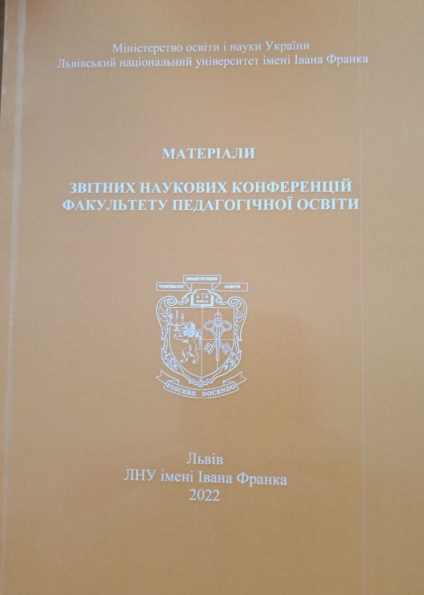 Міністерство освіти і науки України
Львівський національний університет імені Івана Франка
МАТЕРІАЛИ
ЗВІТНИХ НАУКОВИХ КОНФЕРЕНЦІЙ
ФАКУЛЬТЕТУ ПЕДАГОГІЧНОЇ ОСВІТИ
DISCERE DOCENDO
Львів
ЛНУ імені Івана Франка
2022